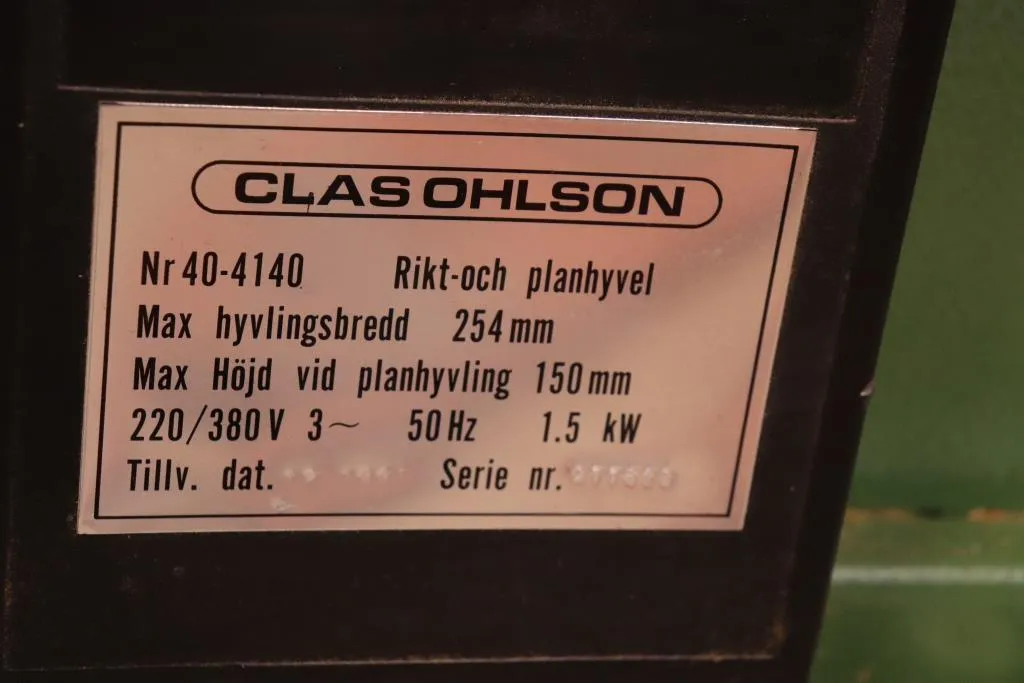 CLAS OHLSON
Nr 40-4140 Rikt-och planhyvel
Max hyvlingsbredd 254 mm
Max Höjd vid planhyvling 150 mm
220/380 V 3~ 50 Hz 1.5 kW
Tillv. dat. Serie nr.